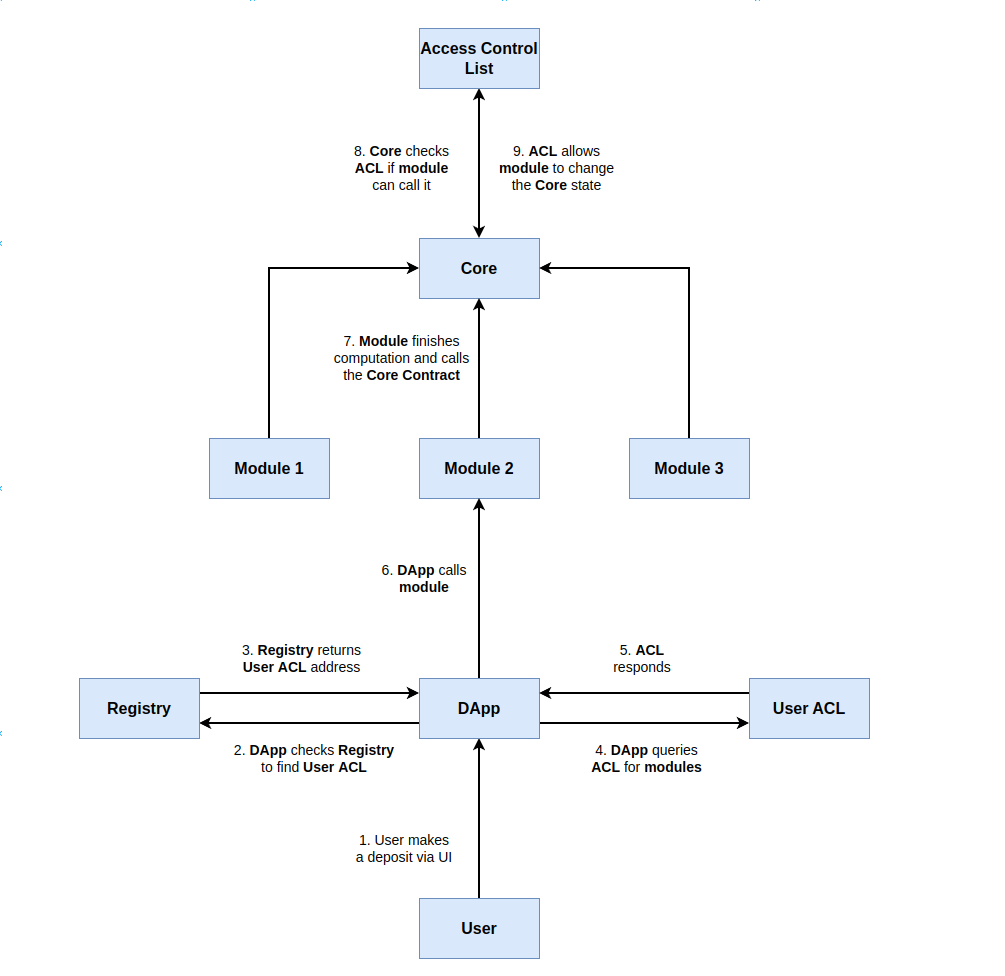 Access Control
List
8. Core checks
ACL if module
can call it
9. ACL allows
module to change
the Core state
Core
7. Module finishes
computation and calls
the Core Contract
Module 1
Module 2
Module 3
6. DApp calls
module
3. Registry returns
User ACL address
5. ACL
responds
Registry
DApp
User ACL
2. DApp checks Registry
to find User ACL
4. DApp queries
ACL for modules
1. User makes
a deposit via UI
User